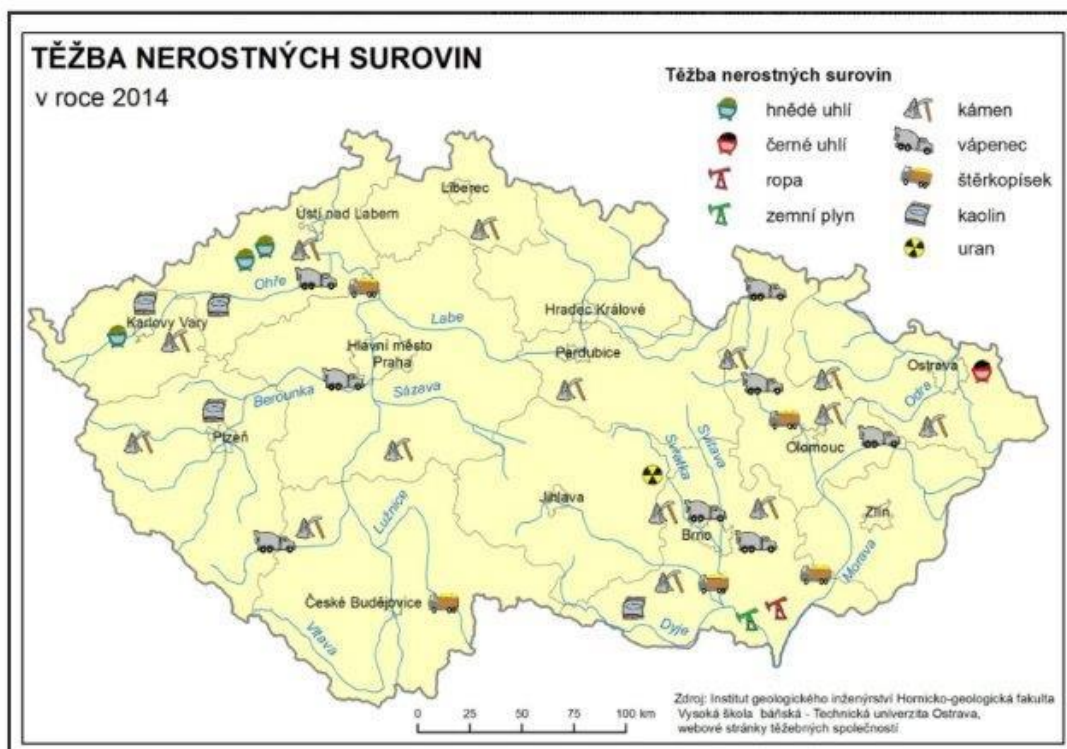 TĚŽBA NEROSTNÝCH SUROVIN
v roce 2014
Těžba nerostných surovin
hnědé uhlí
kámen
černé uhlí
vápenec
ropa
štěrkopísek
zemní plyn
kaolin
uran
Liberec
Ústí nad Labem
Ohře
Karlovy Vary
Labe
Hradec Králové
Hlavní město
Praha
Pardubice
Ostrava
Berounka
Sázava
Odra
Plzeň
Svitava
Svratka
Olomouc
Lužnice
Jihlava
Zlín
Brno
Morava
České Budějovice
Vltava
Dyje
0 25 50 75 100 km
Zdroj: Institut geologického inženýrství Hornicko-geologická fakulta
Vysoká škola báňská - Technická univerzita Ostrava,
webové stránky těžebných společností